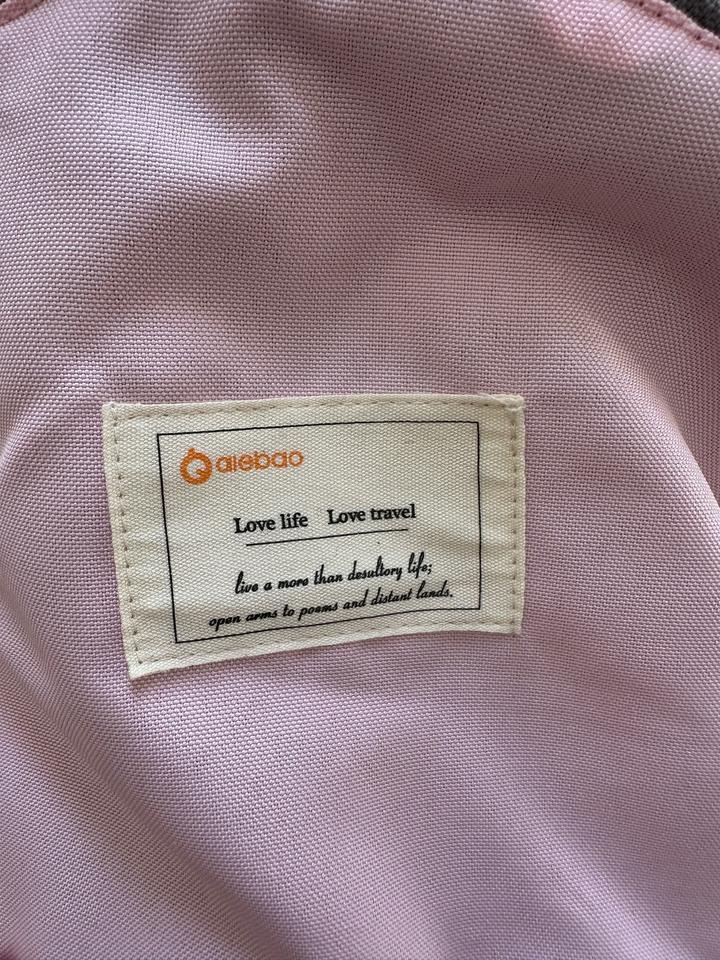 aiebao
Love life Love travel
live a more than desultory life;
open arms to poems and distant lands.